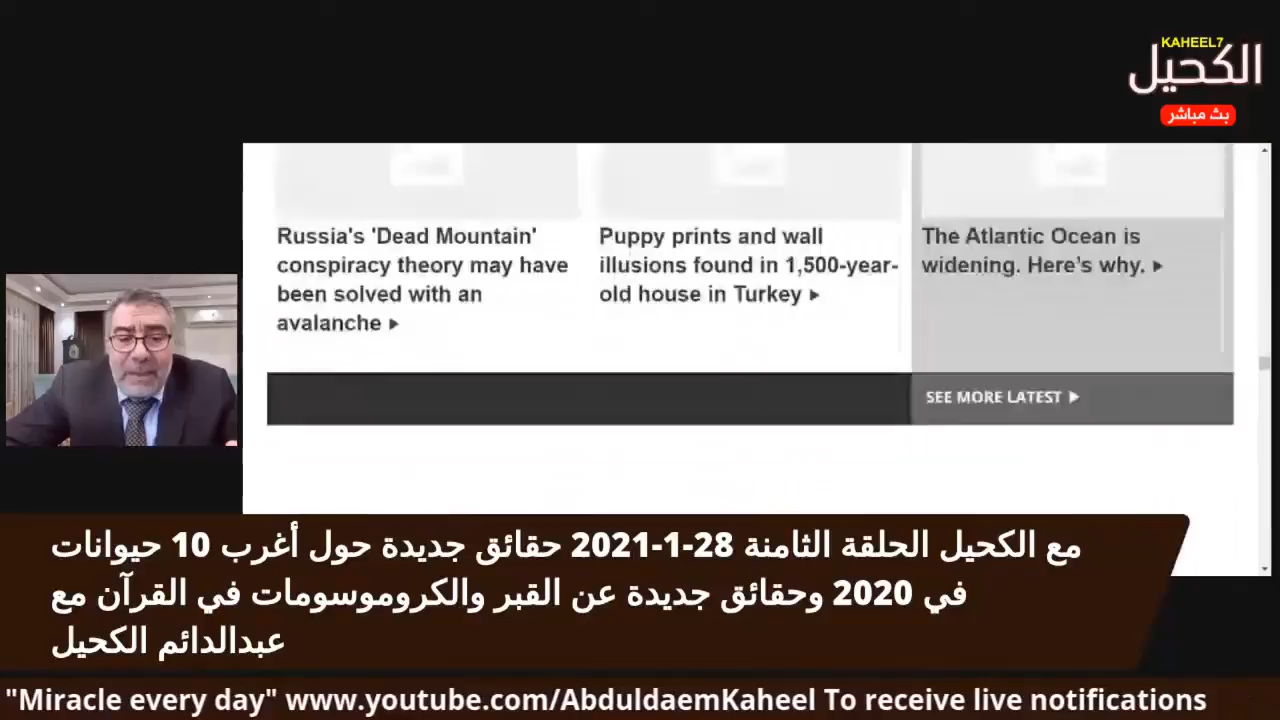 KAHEEL7
الكحيل
بث مباشر
Russia's 'Dead Mountain'
conspiracy theory may have
been solved with an
avalanche
Puppy prints and wall
illusions found in 1,500-year-
old house in Turkey
The Atlantic Ocean is
widening. Here’s why.
SEE MORE LATEST
مع الكحيل الحلقة الثامنة 28-1-2021 حقائق جديدة حول أغرب 10 حيوانات
في 2020 وحقائق جديدة عن القبر والكروموسومات في القرآن مع
عبدالدائم الكحيل
"Miracle every day" www.youtube.com/AbduldaemKaheel To receive live notifications